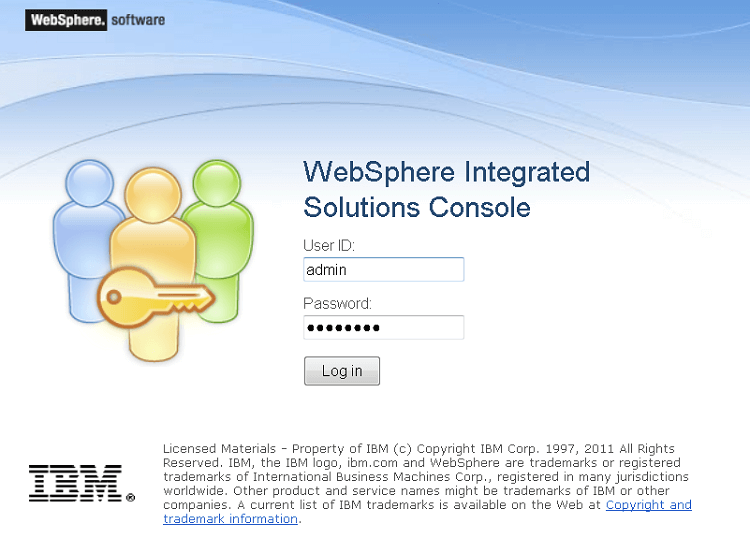 WebSphere. software
WebSphere Integrated
Solutions Console
User ID:
admin
Password:
••••••••
Log in
Licensed Materials - Property of IBM (c) Copyright IBM Corp. 1997, 2011 All Rights
Reserved. IBM, the IBM logo, ibm.com and WebSphere are trademarks or registered
trademarks of International Business Machines Corp., registered in many jurisdictions
worldwide. Other product and service names might be trademarks of IBM or other
companies. A current list of IBM trademarks is available on the Web at Copyright and
trademark information.
IBM®